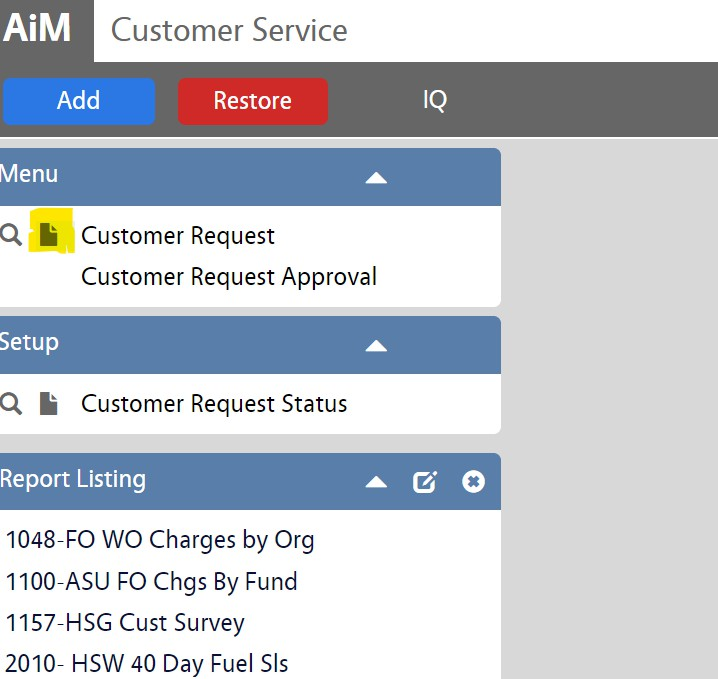 AiM Customer Service
Add Restore IQ
Menu
Customer Request
Customer Request Approval
Setup
Customer Request Status
Report Listing
1048-FO WO Charges by Org
1100-ASU FO Chgs By Fund
1157-HSG Cust Survey
2010- HSW 40 Day Fuel Sls